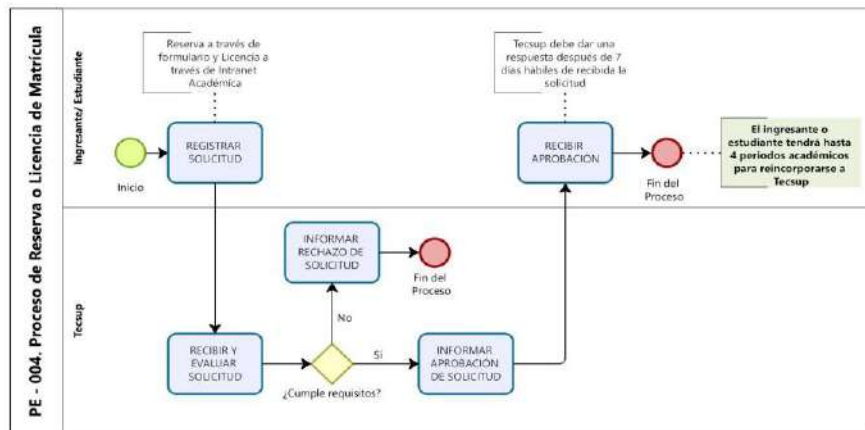 PE - 004. Proceso de Reserva o Licencia de Matrícula
Ingresante/ Estudiante
Reserva a través de
formulario y Licencia a
través de Intranet
Académica
Inicio
REGISTRAR
SOLICITUD
Tecsup debe dar una
respuesta después de 7
días hábiles de recibida la
solicitud
RECIBIR
APROBACIÓN
Fin del
Proceso
El ingresante o
estudiante tendrá hasta
4 periodos académicos
para reincorporarse a
Tecsup
Tecsup
INFORMAR
RECHAZO DE
SOLICITUD
Fin del
Proceso
No
RECIBIR Y
EVALUAR
SOLICITUD
¿Cumple requisitos?
Si
INFORMAR
APROBACIÓN
DE SOLICITUD